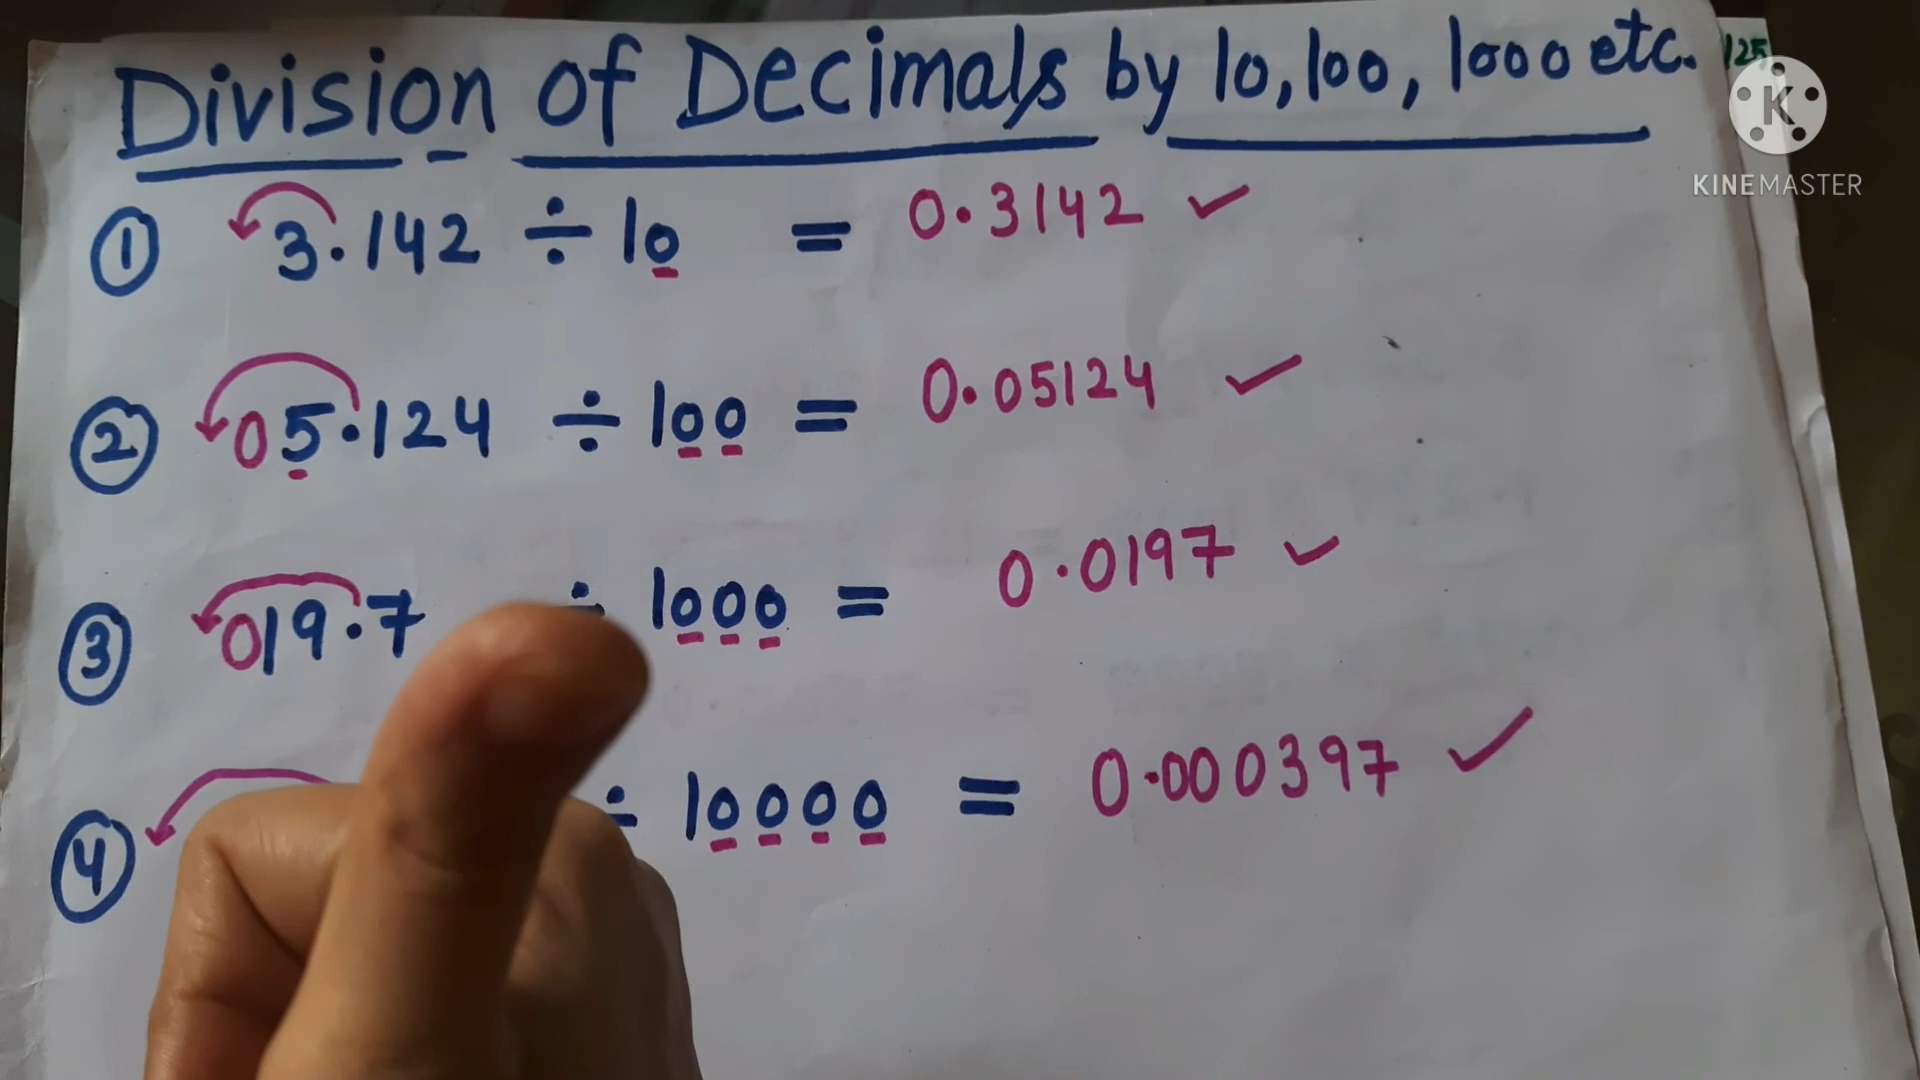 Division of Decimals by 10, 100, 1000 etc.
125
KINEMASTER
① 3.142 ÷ 10 = 0.3142 ✓
② 05.124 ÷ 100 = 0.05124 ✓
③ 019.7 ÷ 1000 = 0.0197 ✓
④ ÷ 10000 = 0.000397 ✓